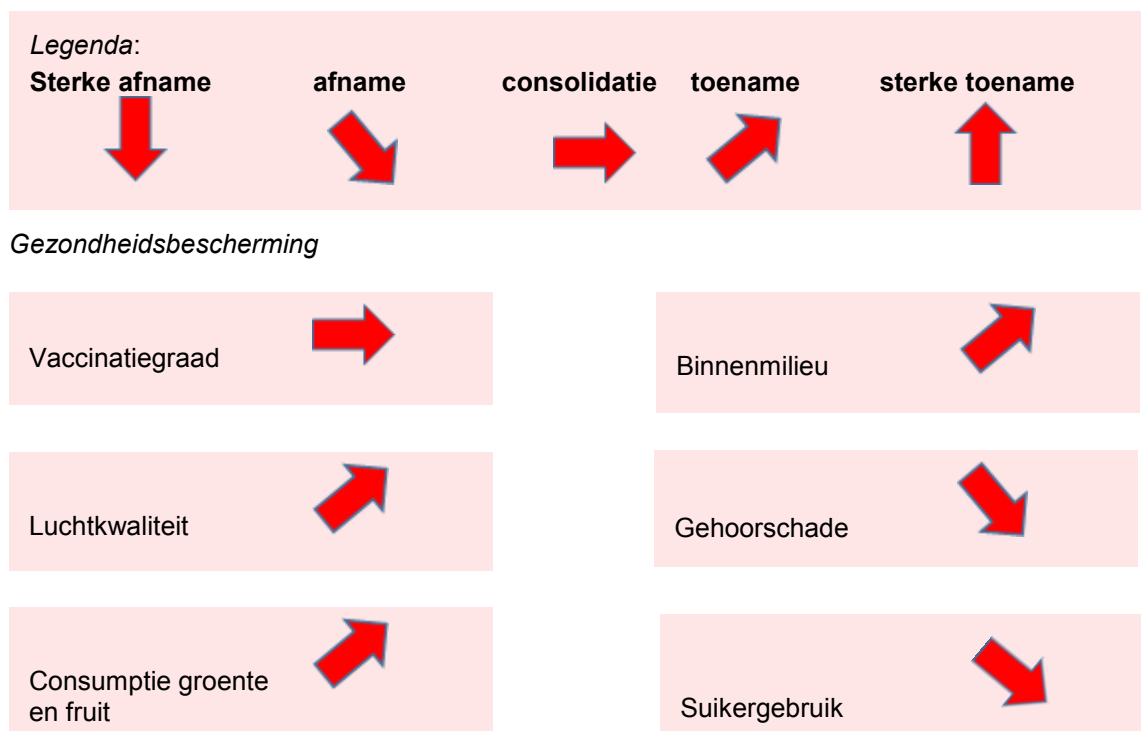 Legenda:
Sterke afname afname consolidatie toename sterke toename
Gezondheidsbescherming
Vaccinatiegraad
Binnenmilieu
Luchtkwaliteit
Gehoorschade
Consumptie groente
en fruit
Suikergebruik